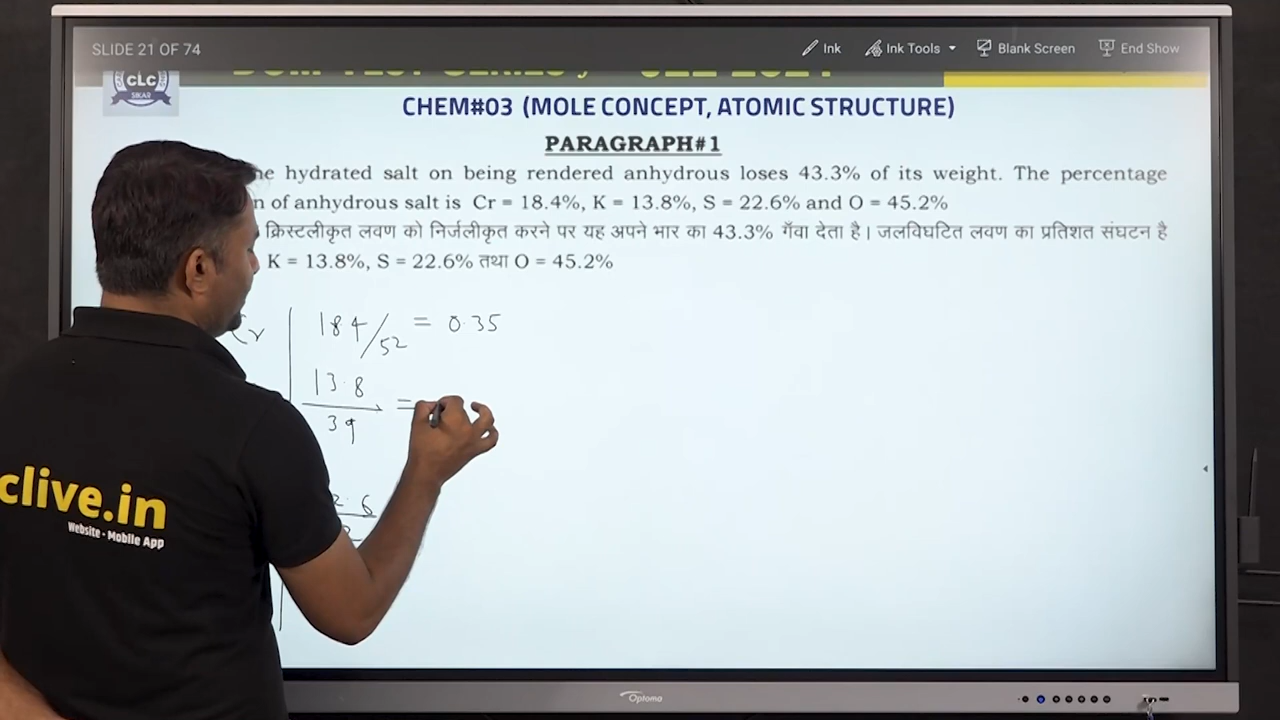 SLIDE 21 OF 74
Ink
Ink Tools
Blank Screen
End Show
CLC
SIKAR
CHEM#03 (MOLE CONCEPT, ATOMIC STRUCTURE)
PARAGRAPH#1
hydrated salt on being rendered anhydrous loses 43.3% of its weight. The percentage
of anhydrous salt is Cr = 18.4%, K = 13.8%, S = 22.6% and O = 45.2%
क्रिस्टलीकृत लवण को निर्जलीकृत करने पर यह अपने भार का 43.3% गँवा देता है। जलविघटित लवण का प्रतिशत संघटन है
K = 13.8%, S = 22.6% तथा O = 45.2%
Cr 184/52 = 0.35
13.8
39 =
clive.in
Website - Mobile App
Optoma